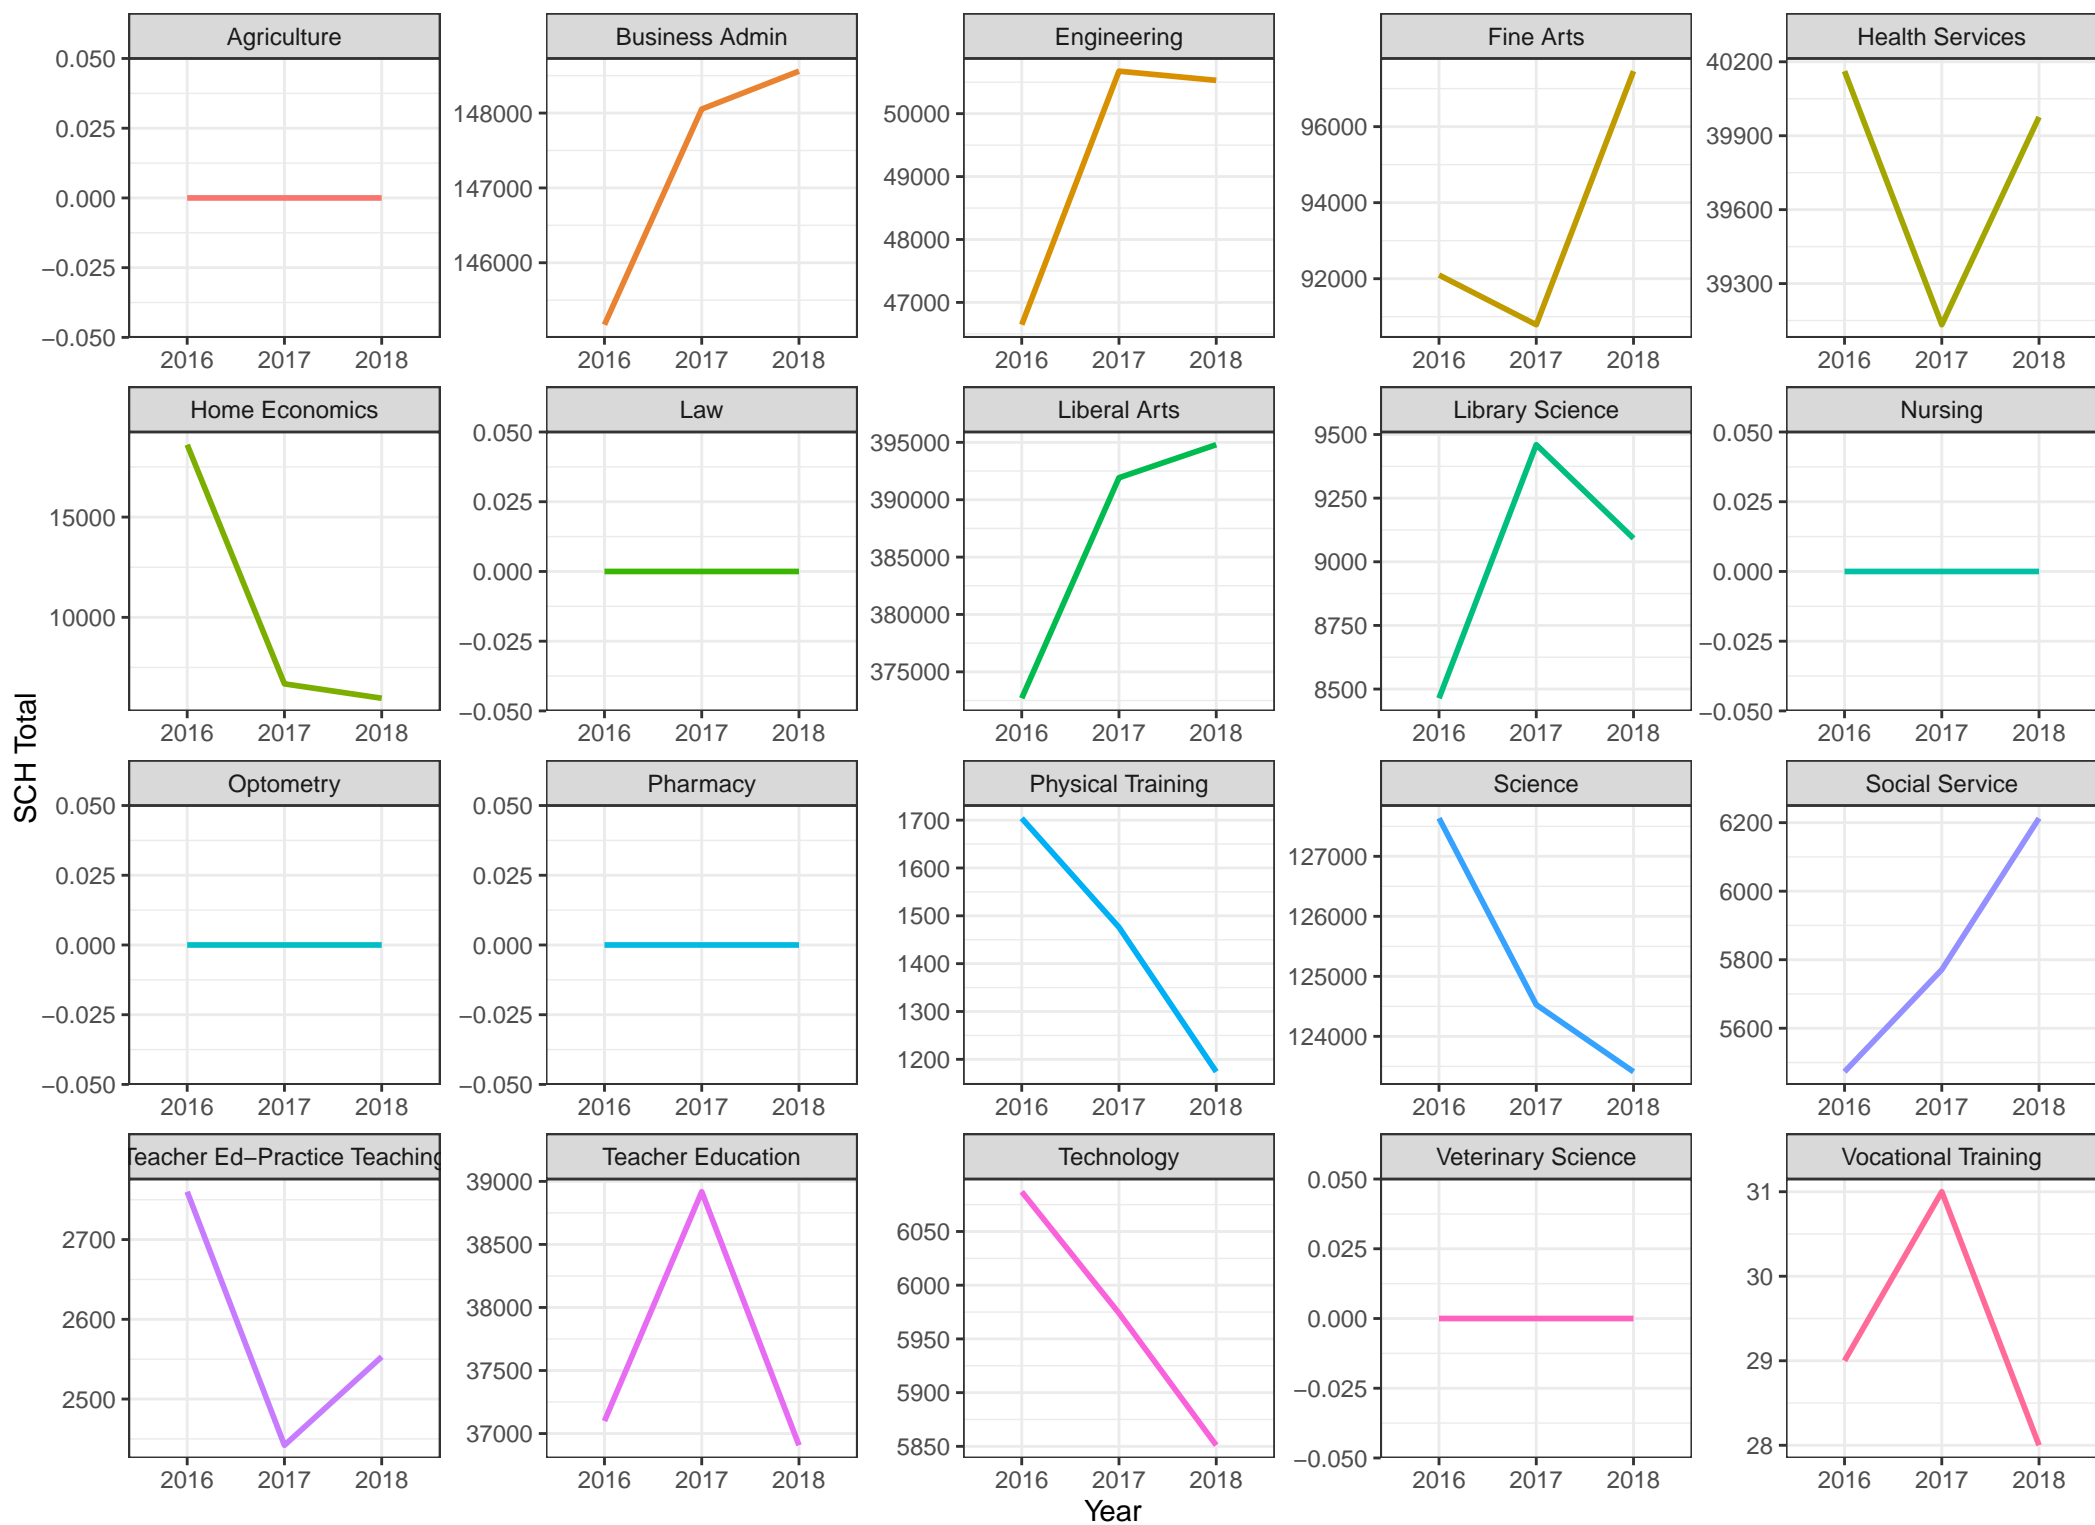 Agriculture
Business Admin
Engineering
Fine Arts
Health Services
0.050
0.025
0.000
−0.025
−0.050
148000
147000
146000
50000
49000
48000
47000
96000
94000
92000
40200
39900
39600
39300
2016 2017 2018
2016 2017 2018
2016 2017 2018
2016 2017 2018
2016 2017 2018
Home Economics
Law
Liberal Arts
Library Science
Nursing
15000
10000
0.050
0.025
0.000
−0.025
−0.050
395000
390000
385000
380000
375000
9500
9250
9000
8750
8500
0.050
0.025
0.000
−0.025
−0.050
2016 2017 2018
2016 2017 2018
2016 2017 2018
2016 2017 2018
2016 2017 2018
SCH Total
Optometry
Pharmacy
Physical Training
Science
Social Service
0.050
0.025
0.000
−0.025
−0.050
0.050
0.025
0.000
−0.025
−0.050
1700
1600
1500
1400
1300
1200
127000
126000
125000
124000
6200
6000
5800
5600
2016 2017 2018
2016 2017 2018
2016 2017 2018
2016 2017 2018
2016 2017 2018
Teacher Ed−Practice Teaching
Teacher Education
Technology
Veterinary Science
Vocational Training
2700
2600
2500
39000
38500
38000
37500
37000
6050
6000
5950
5900
5850
0.050
0.025
0.000
−0.025
−0.050
31
30
29
28
2016 2017 2018
2016 2017 2018
2016 2017 2018
2016 2017 2018
2016 2017 2018
Year